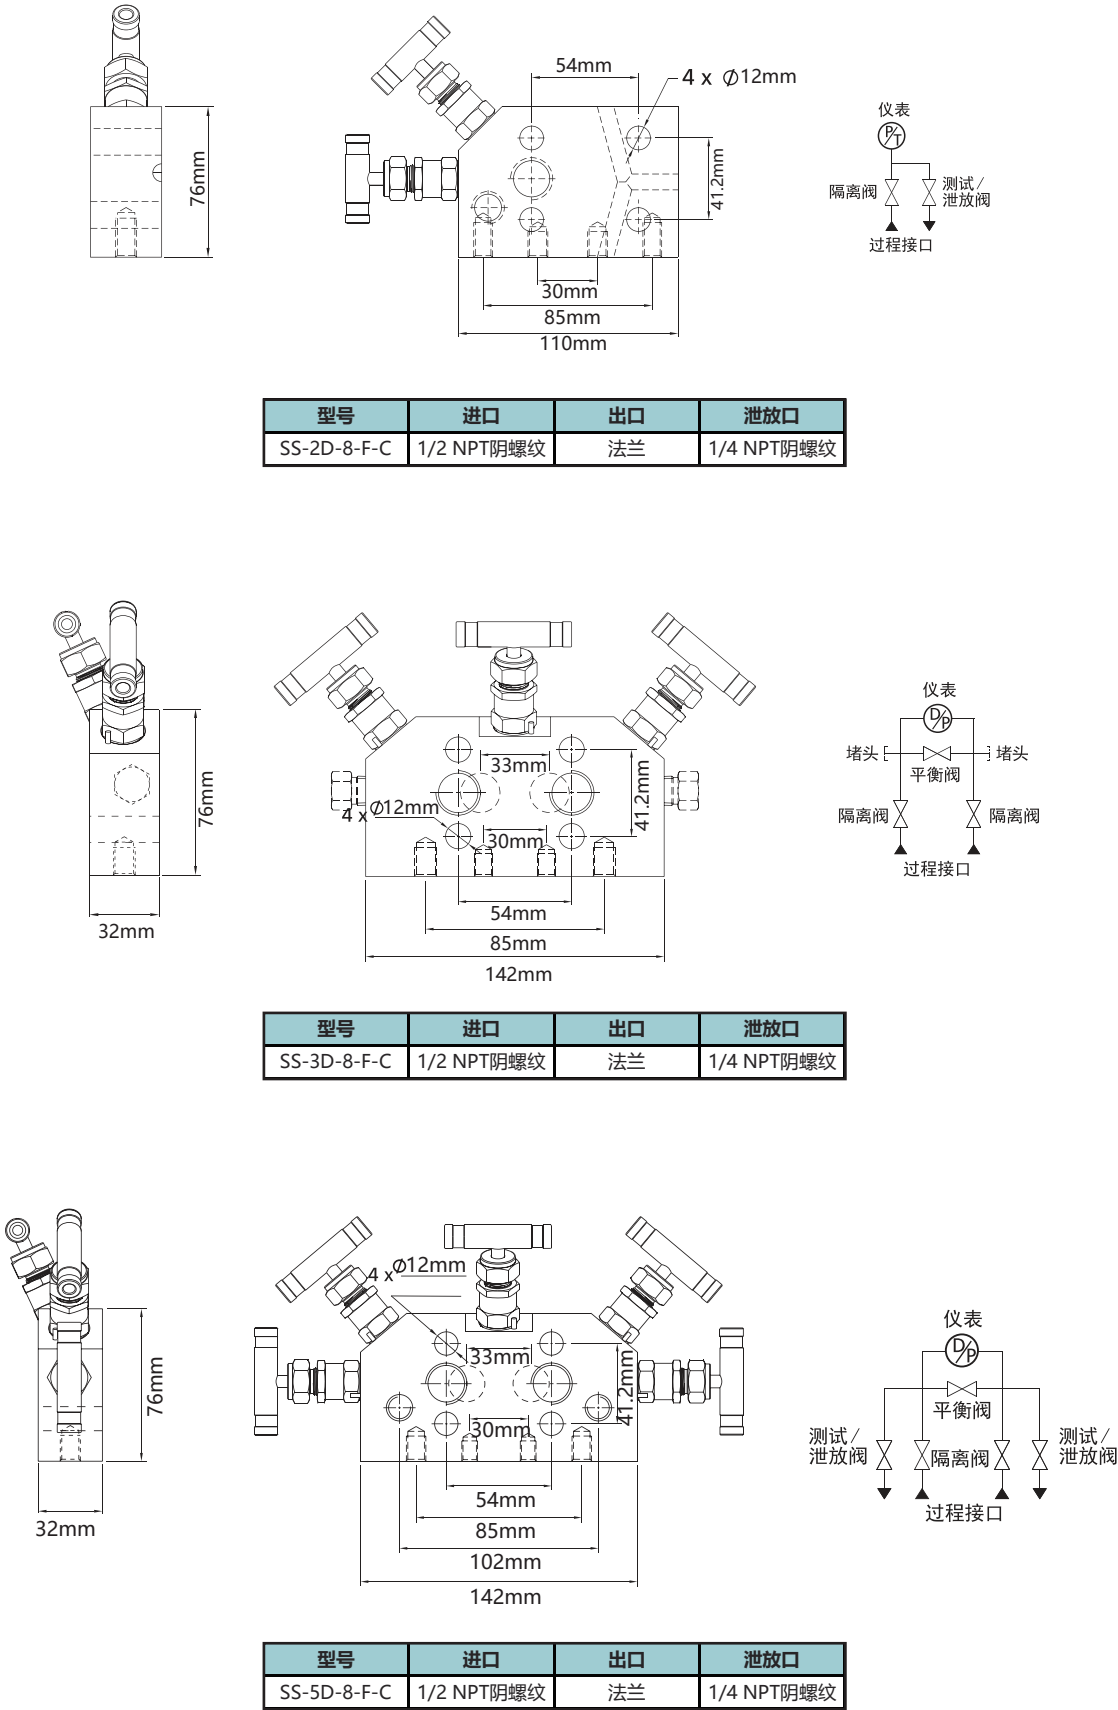 54mm
4 x Ø12mm
76mm
41.2mm
30mm
85mm
110mm
仪表
P/T
隔离阀
测试/
泄放阀
过程接口
型号 进口 出口 泄放口
SS-2D-8-F-C 1/2 NPT阴螺纹 法兰 1/4 NPT阴螺纹
76mm
32mm
33mm
4 x Ø12mm
41.2mm
30mm
54mm
85mm
142mm
仪表
D/P
堵头
堵头
平衡阀
隔离阀
隔离阀
过程接口
型号 进口 出口 泄放口
SS-3D-8-F-C 1/2 NPT阴螺纹 法兰 1/4 NPT阴螺纹
76mm
32mm
4 x Ø12mm
33mm
41.2mm
30mm
54mm
85mm
102mm
142mm
仪表
D/P
平衡阀
测试/
泄放阀
隔离阀
测试/
泄放阀
过程接口
型号 进口 出口 泄放口
SS-5D-8-F-C 1/2 NPT阴螺纹 法兰 1/4 NPT阴螺纹